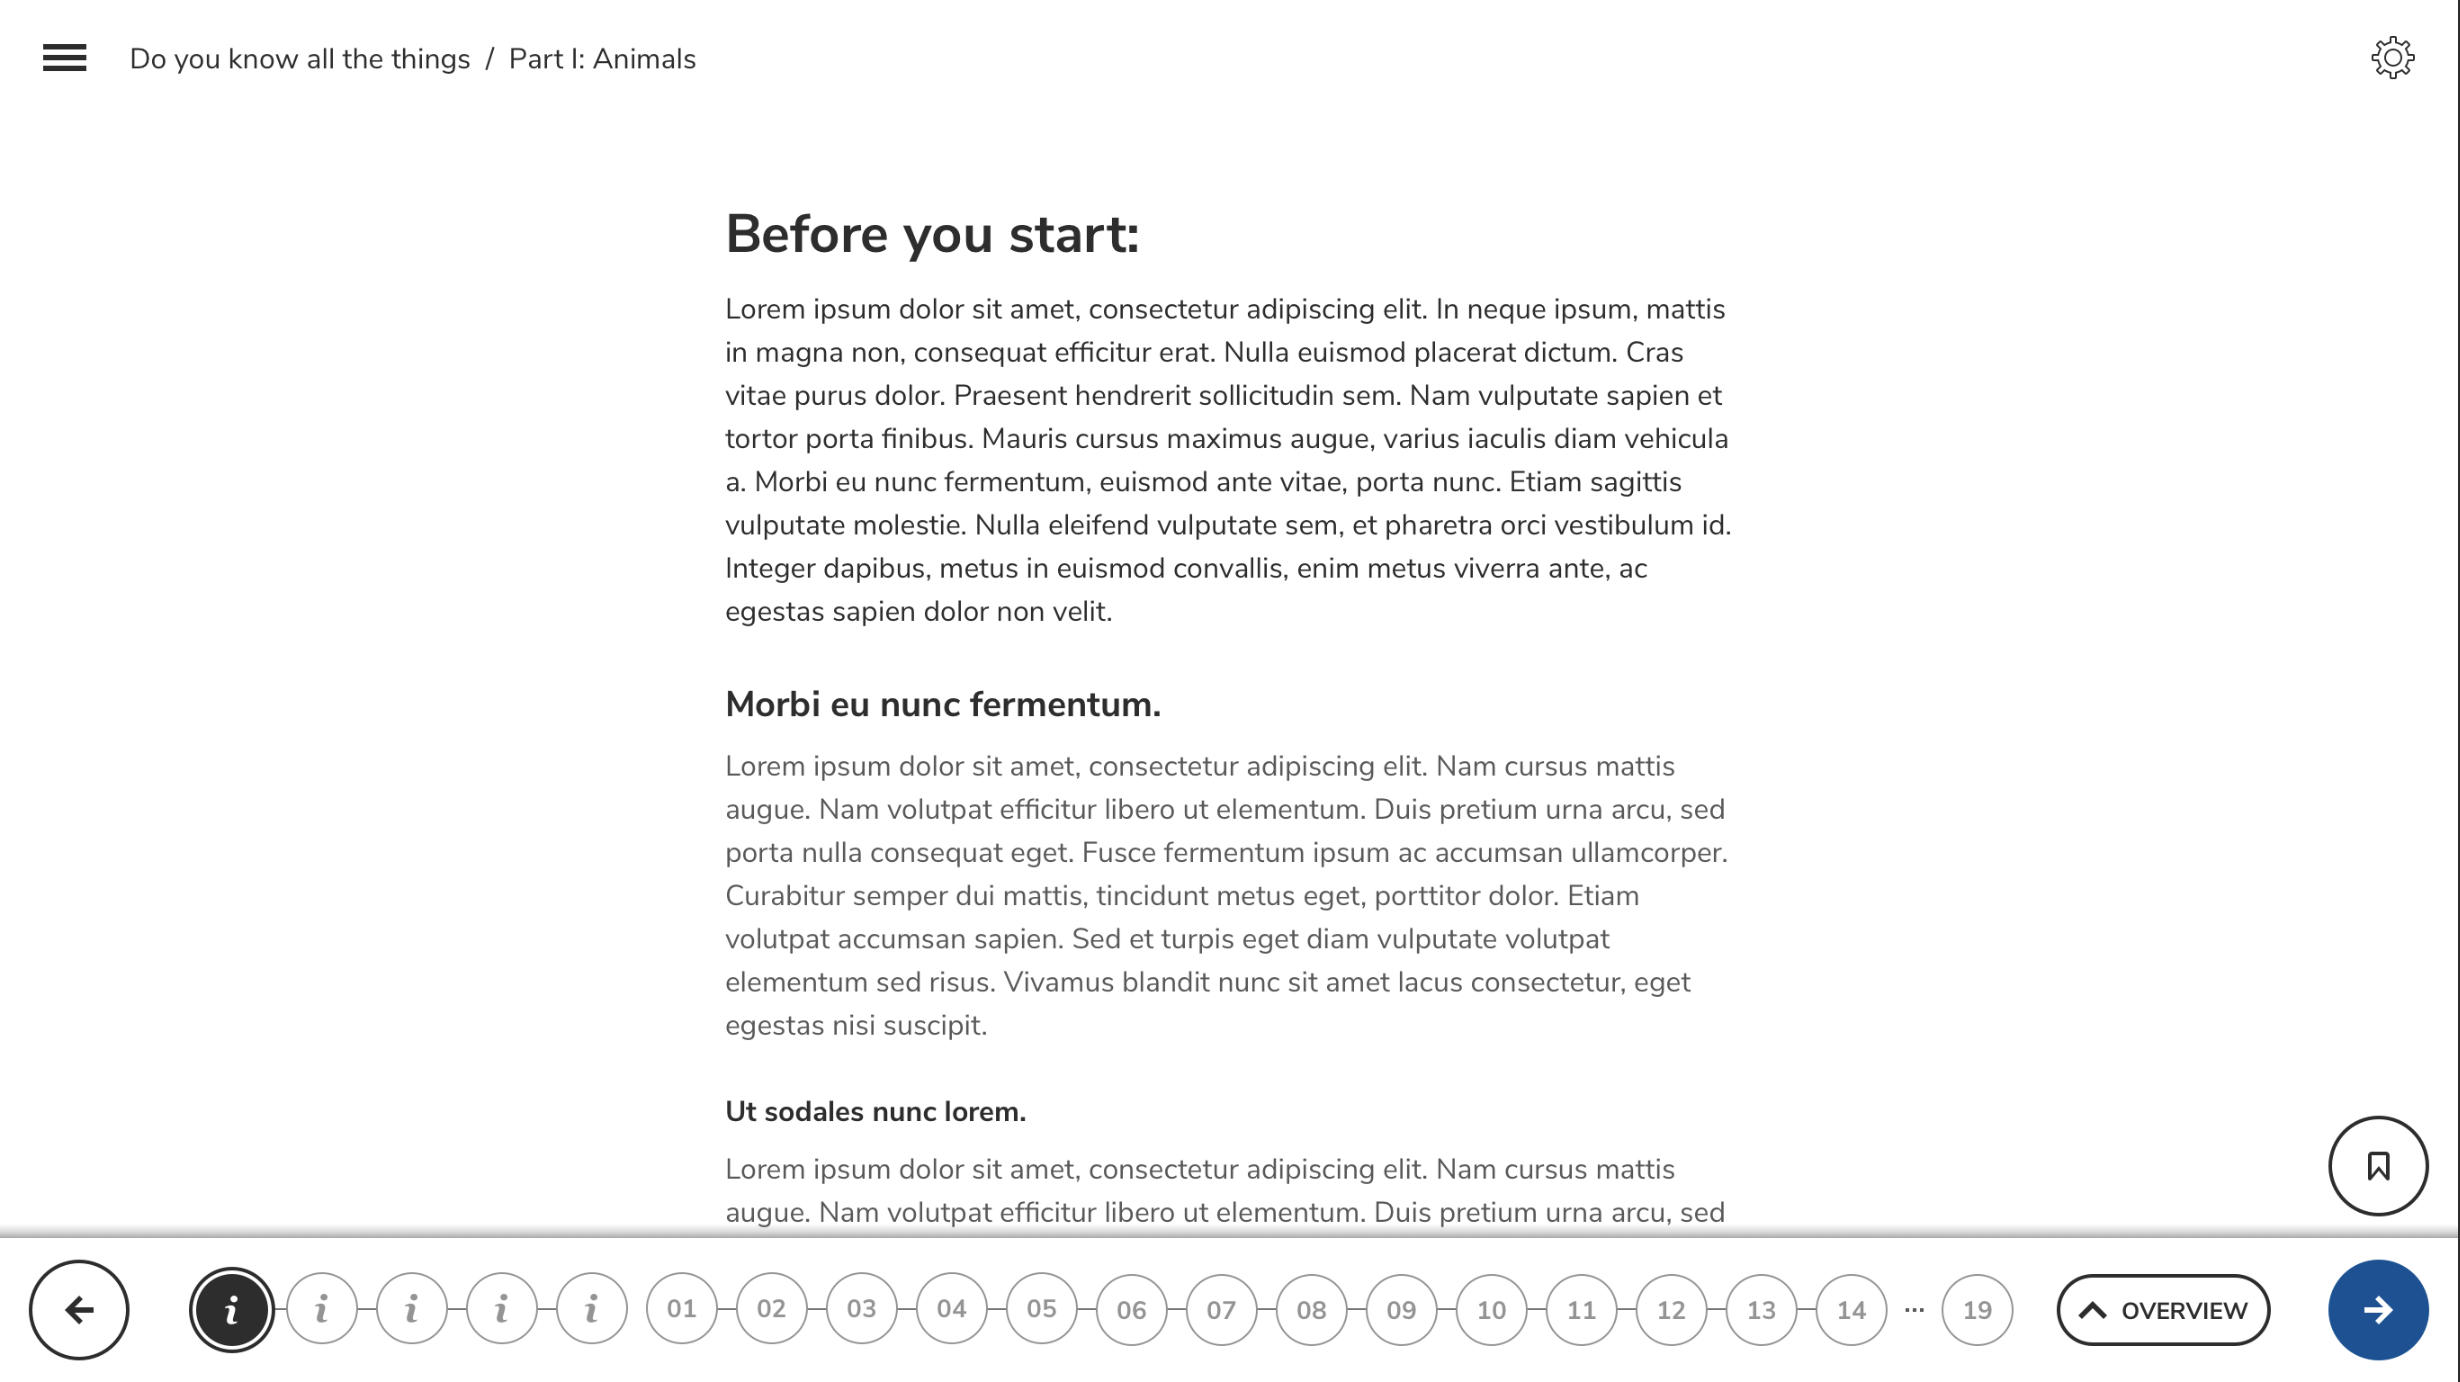 Do you know all the things / Part I: Animals
Before you start:
Lorem ipsum dolor sit amet, consectetur adipiscing elit. In neque ipsum, mattis
in magna non, consequat efficitur erat. Nulla euismod placerat dictum. Cras
vitae purus dolor. Praesent hendrerit sollicitudin sem. Nam vulputate sapien et
tortor porta finibus. Mauris cursus maximus augue, varius iaculis diam vehicula
a. Morbi eu nunc fermentum, euismod ante vitae, porta nunc. Etiam sagittis
vulputate molestie. Nulla eleifend vulputate sem, et pharetra orci vestibulum id.
Integer dapibus, metus in euismod convallis, enim metus viverra ante, ac
egestas sapien dolor non velit.
Morbi eu nunc fermentum.
Lorem ipsum dolor sit amet, consectetur adipiscing elit. Nam cursus mattis
augue. Nam volutpat efficitur libero ut elementum. Duis pretium urna arcu, sed
porta nulla consequat eget. Fusce fermentum ipsum ac accumsan ullamcorper.
Curabitur semper dui mattis, tincidunt metus eget, porttitor dolor. Etiam
volutpat accumsan sapien. Sed et turpis eget diam vulputate volutpat
elementum sed risus. Vivamus blandit nunc sit amet lacus consectetur, eget
egestas nisi suscipit.
Ut sodales nunc lorem.
Lorem ipsum dolor sit amet, consectetur adipiscing elit. Nam cursus mattis
augue. Nam volutpat efficitur libero ut elementum. Duis pretium urna arcu, sed
i i i i i 01 02 03 04 05 06 07 08 09 10 11 12 13 14 ... 19 OVERVIEW